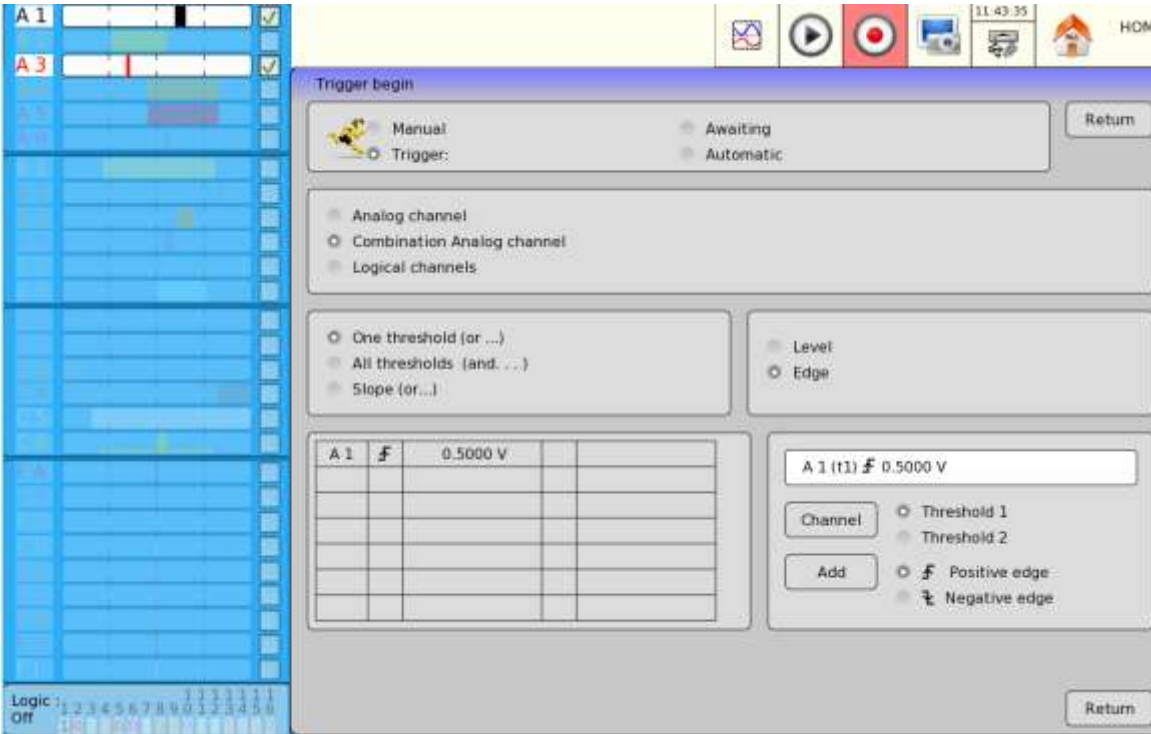 A 1
11:43:35
HOM
A 3
Trigger begin
Manual
Awaiting
Return
Trigger:
Automatic
Analog channel
Combination Analog channel
Logical channels
One threshold (or ...)
All thresholds (and. . . )
Slope (or...)
Level
Edge
A 1 0.5000 V
A 1 (t1) 0.5000 V
Channel
Threshold 1
Threshold 2
Add
Positive edge
Negative edge
Logic :
Off
Return